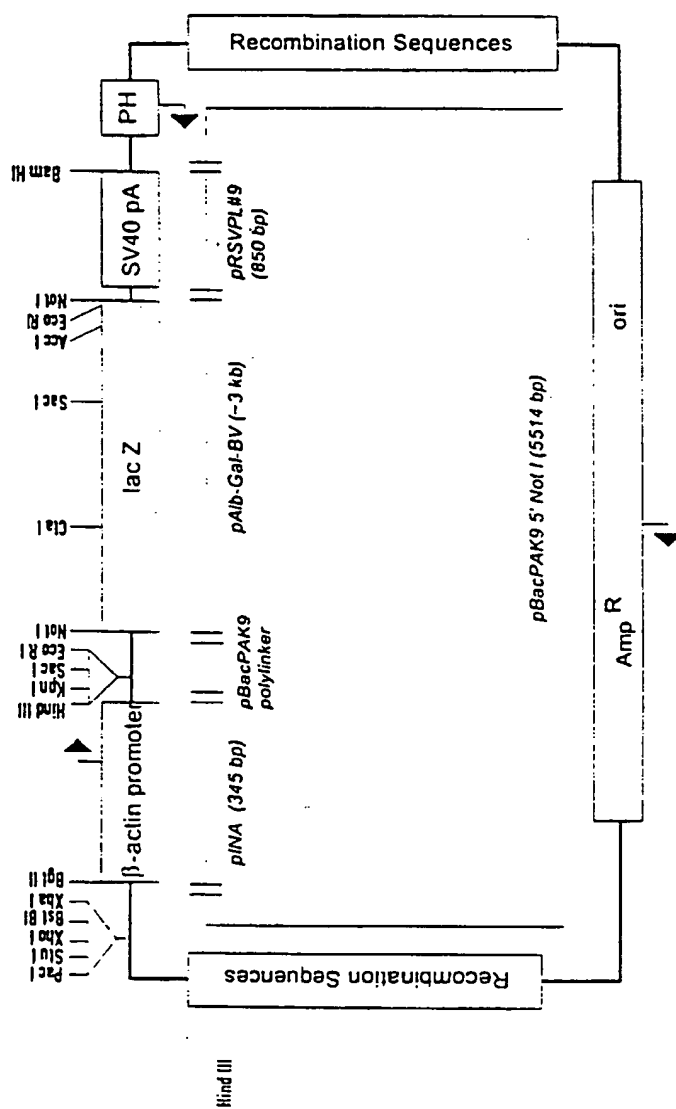 Pac I
Stu I
Xho I
Bst BI
Xba I
Bgl II
Hind III
Kpn I
Sac I
Eco R I
Not I
Cla I
Sac I
Acc I
Eco RI
Not I
Bam HI
β-actin promoter
lac Z
SV40 pA
PH
pINA (345 bp)
pBacPAK9
polylinker
pAlb-Gal-BV (~3 kb)
pRSVPL#9
(850 bp)
Recombination Sequences
Recombination Sequences
pBacPAK9 5' Not I (5514 bp)
Amp R
ori
Hind III